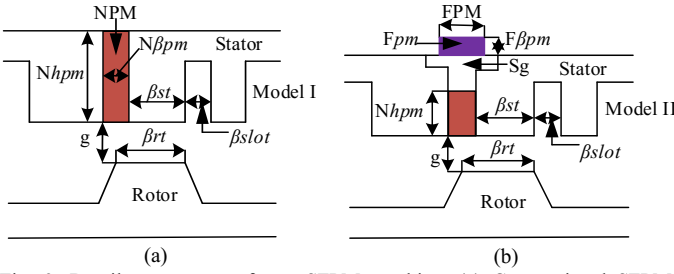 NPM
Nβpm
Stator
Nhpm
βst
Model I
g
βrt
βslot
Rotor
(a)
FPM
Fpm
Fβpm
Sg
Stator
Nhpm
βst
Model II
g
βrt
βslot
Rotor
(b)